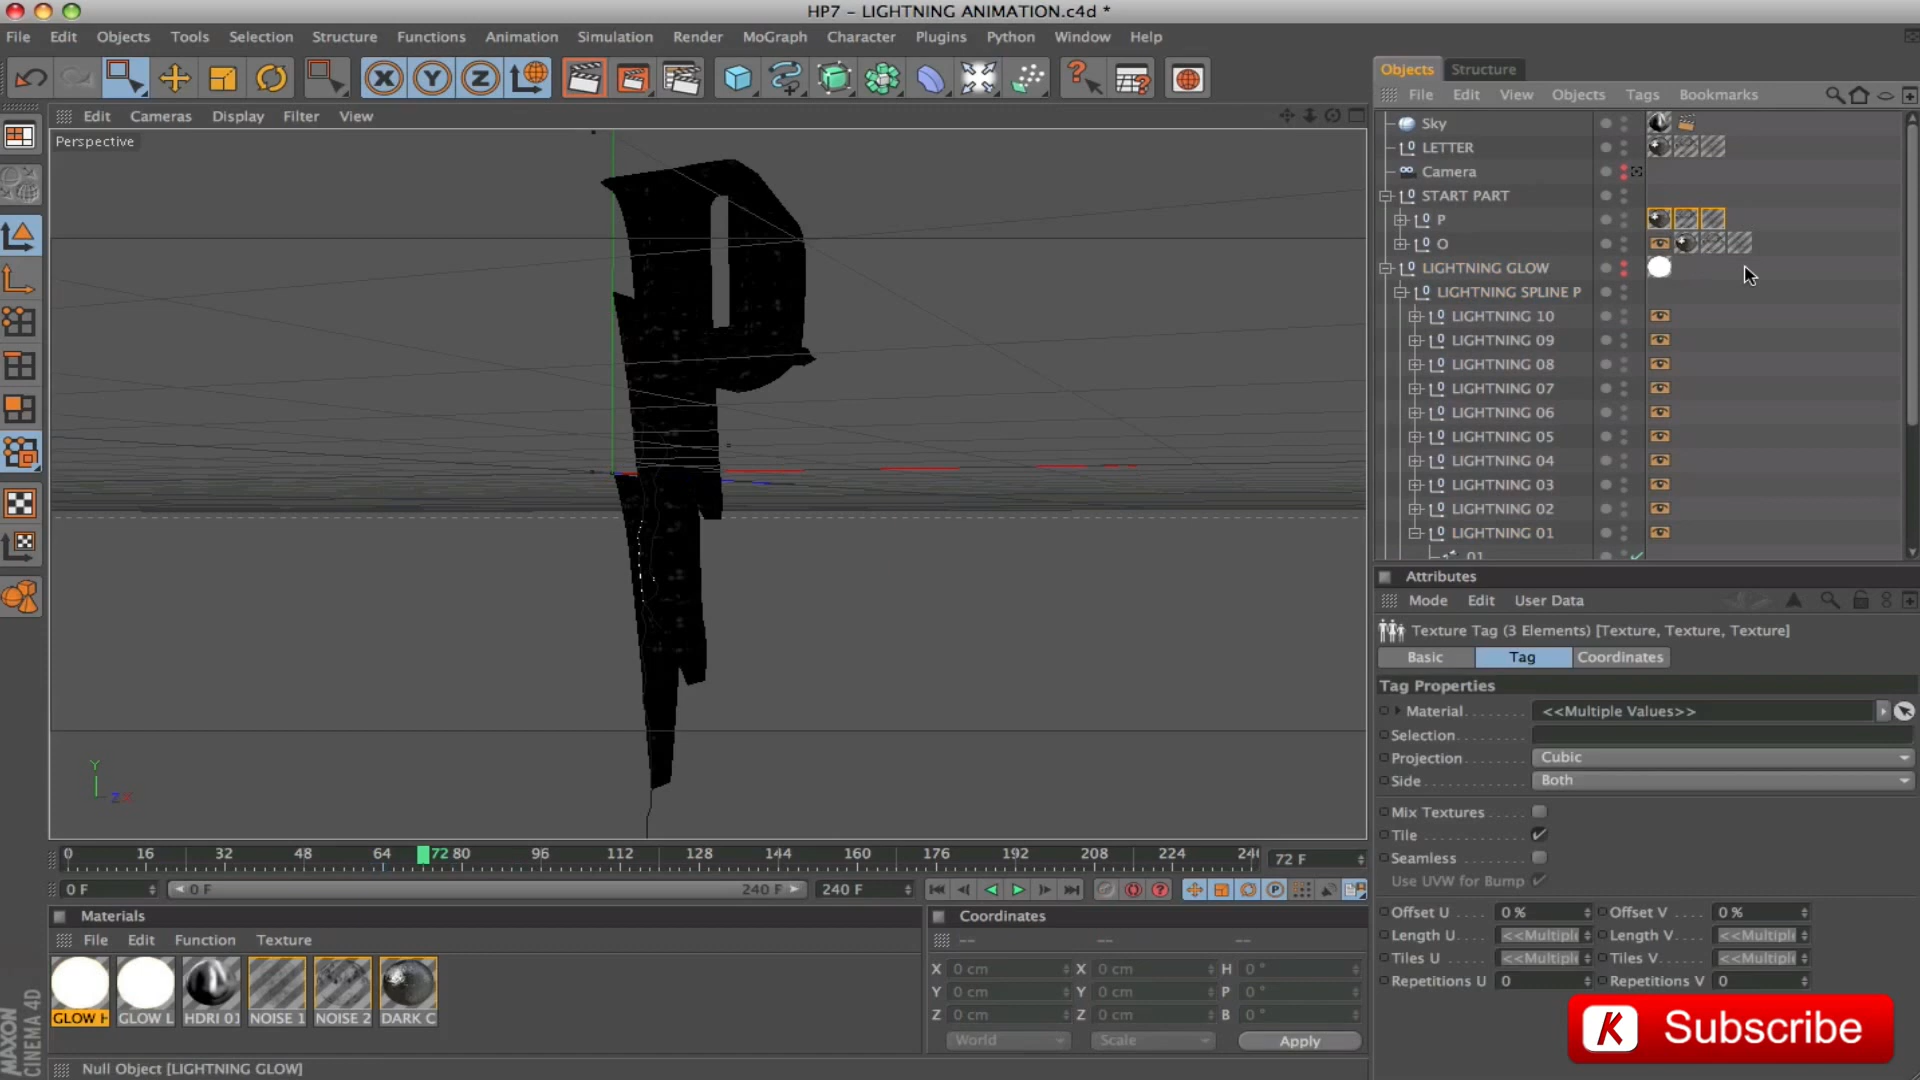 HP7 - LIGHTNING ANIMATION.c4d *
File Edit Objects Tools Selection Structure Functions Animation Simulation Render MoGraph Character Plugins Python Window Help
Edit Cameras Display Filter View
Perspective
Y
ZX
0 16 32 48 64 72 80 96 112 128 144 160 176 192 208 224 24 72 F
0 F 0 F 240 F 240 F
Materials
File Edit Function Texture
GLOW H GLOW L HDRI 01 NOISE 1 NOISE 2 DARK C
MAXON
CINEMA 4D
Coordinates
-- -- --
X 0 cm X 0 cm H 0 °
Y 0 cm Y 0 cm P 0 °
Z 0 cm Z 0 cm B 0 °
World Scale Apply
Null Object [LIGHTNING GLOW]
Objects Structure
File Edit View Objects Tags Bookmarks
Sky
LETTER
Camera
START PART
P
O
LIGHTNING GLOW
LIGHTNING SPLINE P
LIGHTNING 10
LIGHTNING 09
LIGHTNING 08
LIGHTNING 07
LIGHTNING 06
LIGHTNING 05
LIGHTNING 04
LIGHTNING 03
LIGHTNING 02
LIGHTNING 01
01
Attributes
Mode Edit User Data
Texture Tag (3 Elements) [Texture, Texture, Texture]
Basic Tag Coordinates
Tag Properties
Material <<Multiple Values>>
Selection
Projection Cubic
Side Both
Mix Textures
Tile
Seamless
Use UVW for Bump
Offset U 0 % Offset V 0 %
Length U <<Multipl Length V <<Multipl
Tiles U <<Multipl Tiles V <<Multipl
Repetitions U 0 Repetitions V 0
K Subscribe